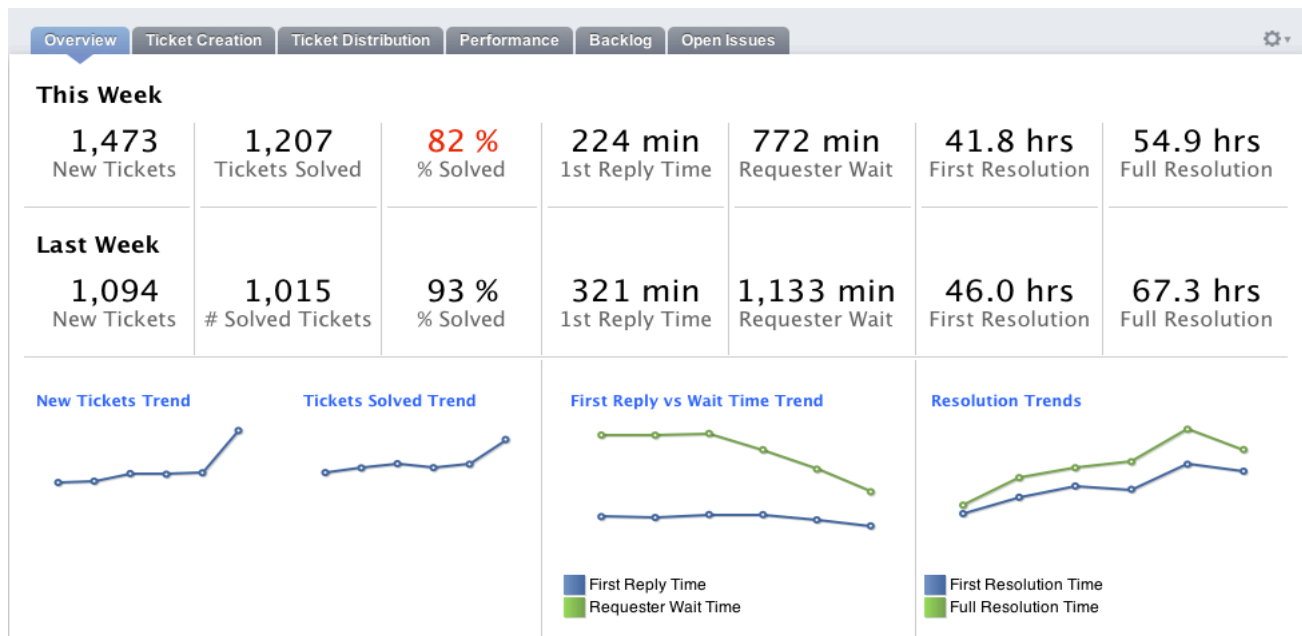 Overview Ticket Creation Ticket Distribution Performance Backlog Open Issues
This Week
1,473 1,207 82 % 224 min 772 min 41.8 hrs 54.9 hrs
New Tickets Tickets Solved % Solved 1st Reply Time Requester Wait First Resolution Full Resolution
Last Week
1,094 1,015 93 % 321 min 1,133 min 46.0 hrs 67.3 hrs
New Tickets # Solved Tickets % Solved 1st Reply Time Requester Wait First Resolution Full Resolution
New Tickets Trend Tickets Solved Trend First Reply vs Wait Time Trend Resolution Trends
First Reply Time First Resolution Time
Requester Wait Time Full Resolution Time